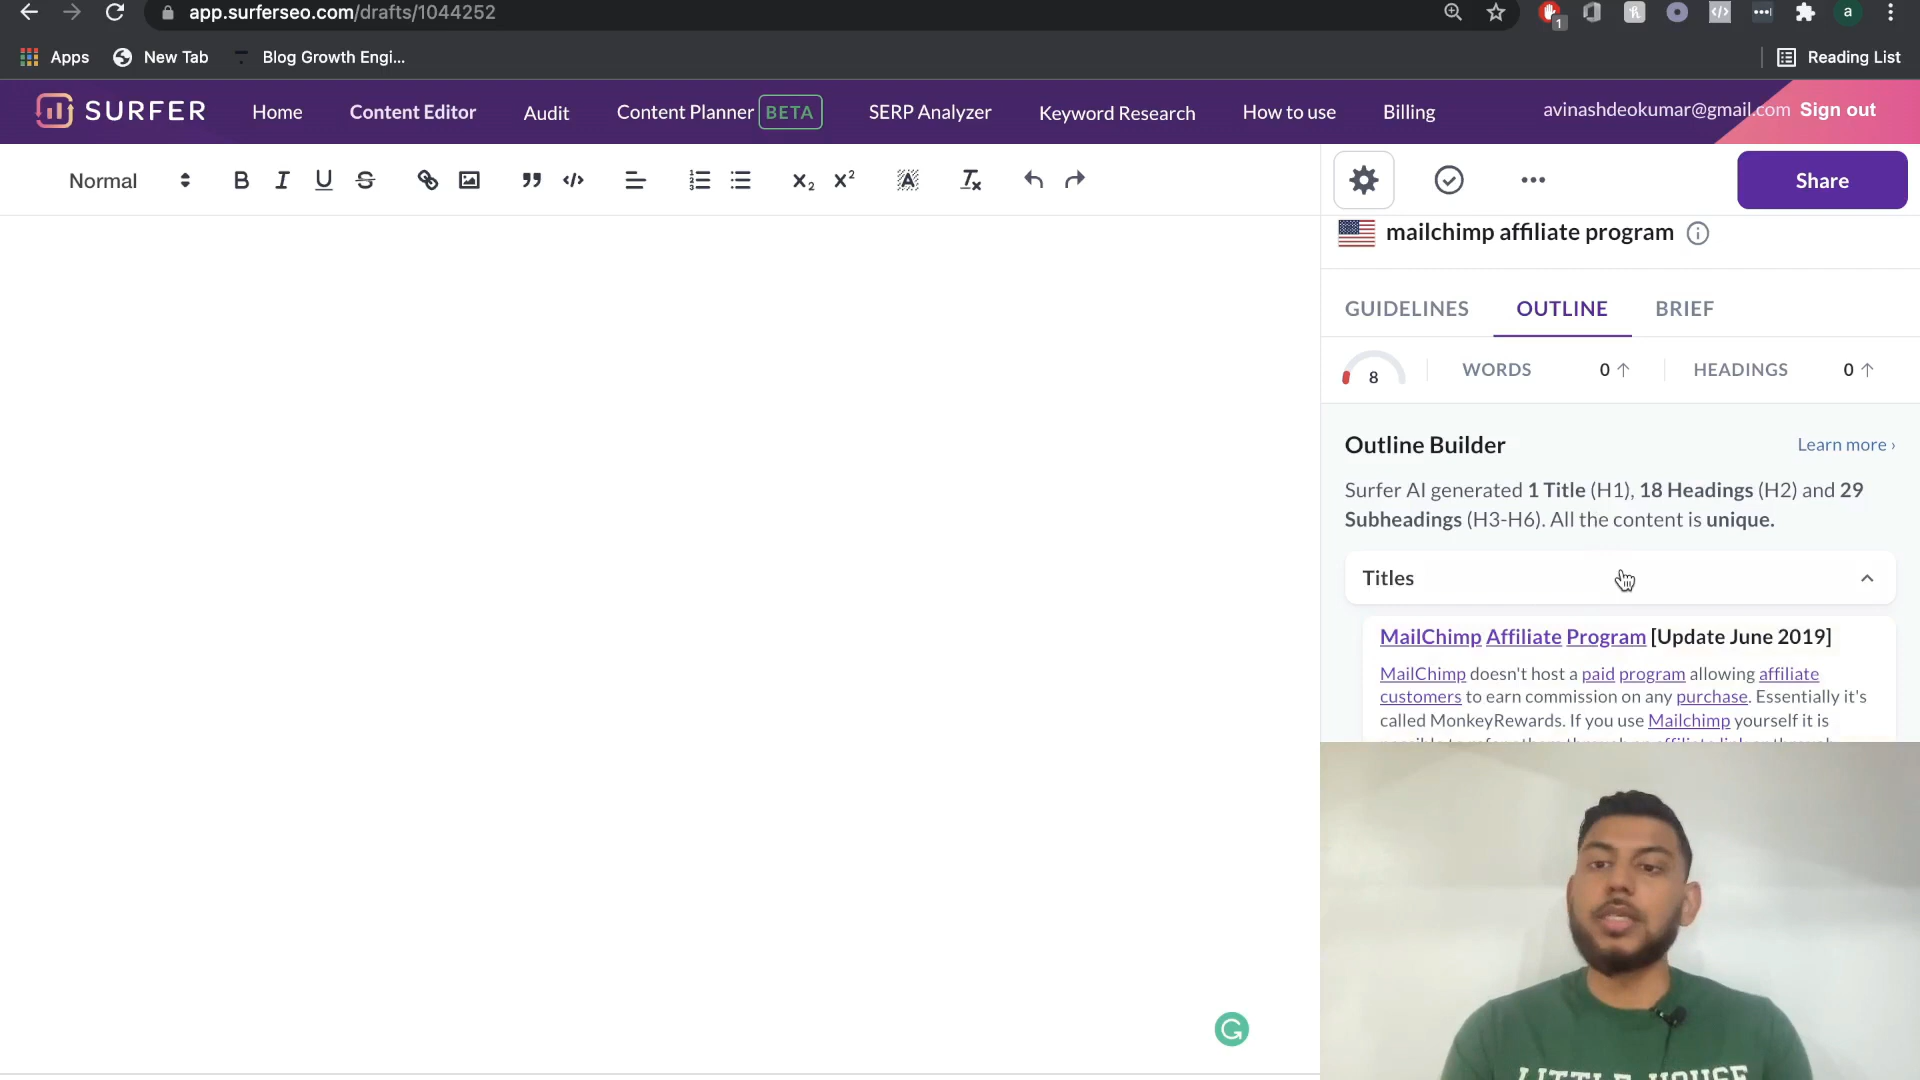 app.surferseo.com/drafts/1044252
1
a
Apps
New Tab
Blog Growth Engi...
Reading List
SURFER
Home
Content Editor
Audit
Content Planner BETA
SERP Analyzer
Keyword Research
How to use
Billing
avinashdeokumar@gmail.com
Sign out
Normal
Share
mailchimp affiliate program
GUIDELINES
OUTLINE
BRIEF
8
WORDS
0 ↑
HEADINGS
0 ↑
Outline Builder
Learn more ›
Surfer AI generated 1 Title (H1), 18 Headings (H2) and 29
Subheadings (H3-H6). All the content is unique.
Titles
MailChimp Affiliate Program [Update June 2019]
MailChimp doesn't host a paid program allowing affiliate
customers to earn commission on any purchase. Essentially it's
called MonkeyRewards. If you use Mailchimp yourself it is
LITTLE HOUSE